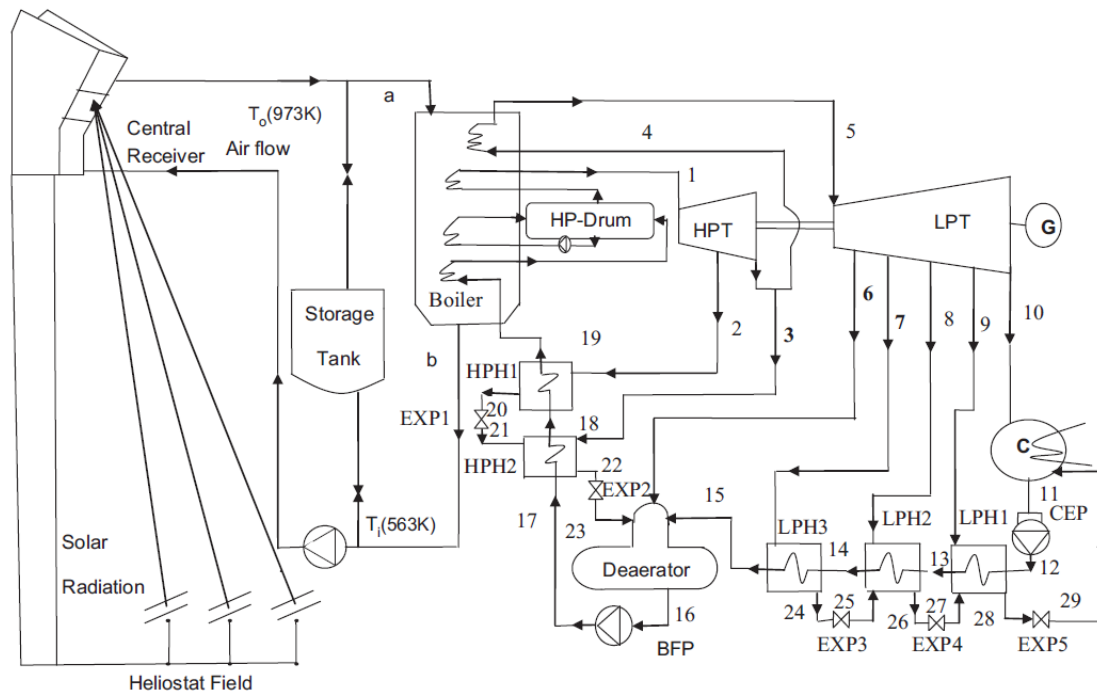 a
T_o(973K)
Central
Receiver
Air flow
4
5
1
HP-Drum
HPT
LPT
G
Boiler
Storage
Tank
b
2
3
6
7
8
9
10
19
HPH1
EXP1
20
21
18
HPH2
22
EXP2
C
11
CEP
15
17
23
LPH3
LPH2
LPH1
14
13
12
T_i(563K)
Solar
Radiation
Deaerator
16
BFP
24
25
26
27
28
29
EXP3
EXP4
EXP5
Heliostat Field